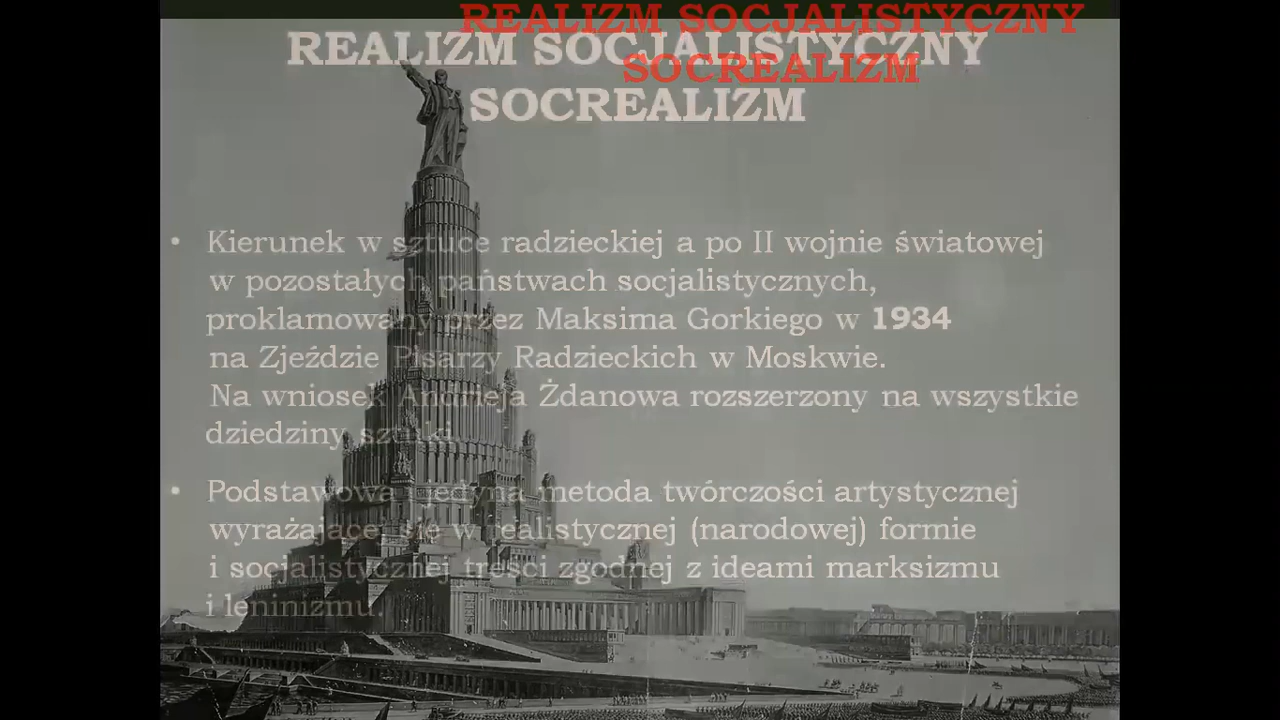 REALIZM SOCJALISTYCZNY
SOCREALIZM
REALIZM SOCJALISTYCZNY
SOCREALIZM
• Kierunek w sztuce radzieckiej a po II wojnie światowej
w pozostałych państwach socjalistycznych,
proklamowany przez Maksima Gorkiego w 1934
na Zjeździe Pisarzy Radzieckich w Moskwie.
Na wniosek Andrieja Żdanowa rozszerzony na wszystkie
dziedziny sztuki.
• Podstawowa i jedyna metoda twórczości artystycznej
wyrażającej się w realistycznej (narodowej) formie
i socjalistycznej treści zgodnej z ideami marksizmu
i leninizmu.